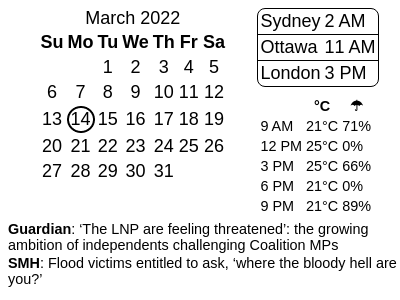 March 2022
Su Mo Tu We Th Fr Sa
1 2 3 4 5
6 7 8 9 10 11 12
13 14 15 16 17 18 19
20 21 22 23 24 25 26
27 28 29 30 31
Sydney 2 AM
Ottawa 11 AM
London 3 PM
°C ☂
9 AM 21°C 71%
12 PM 25°C 0%
3 PM 25°C 66%
6 PM 21°C 0%
9 PM 21°C 89%
Guardian: ‘The LNP are feeling threatened’: the growing
ambition of independents challenging Coalition MPs
SMH: Flood victims entitled to ask, ‘where the bloody hell are
you?’